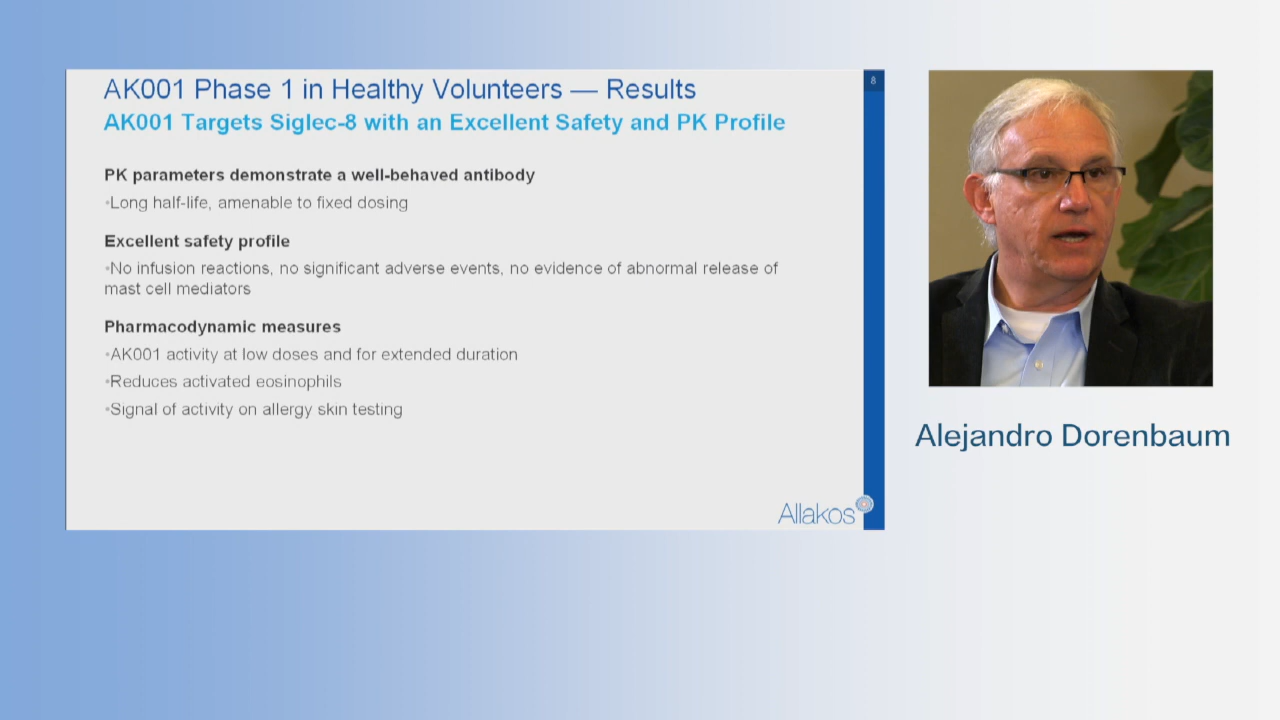 AK001 Phase 1 in Healthy Volunteers — Results
8
AK001 Targets Siglec-8 with an Excellent Safety and PK Profile
PK parameters demonstrate a well-behaved antibody
•Long half-life, amenable to fixed dosing
Excellent safety profile
•No infusion reactions, no significant adverse events, no evidence of abnormal release of
mast cell mediators
Pharmacodynamic measures
•AK001 activity at low doses and for extended duration
•Reduces activated eosinophils
•Signal of activity on allergy skin testing
Allakos
Alejandro Dorenbaum